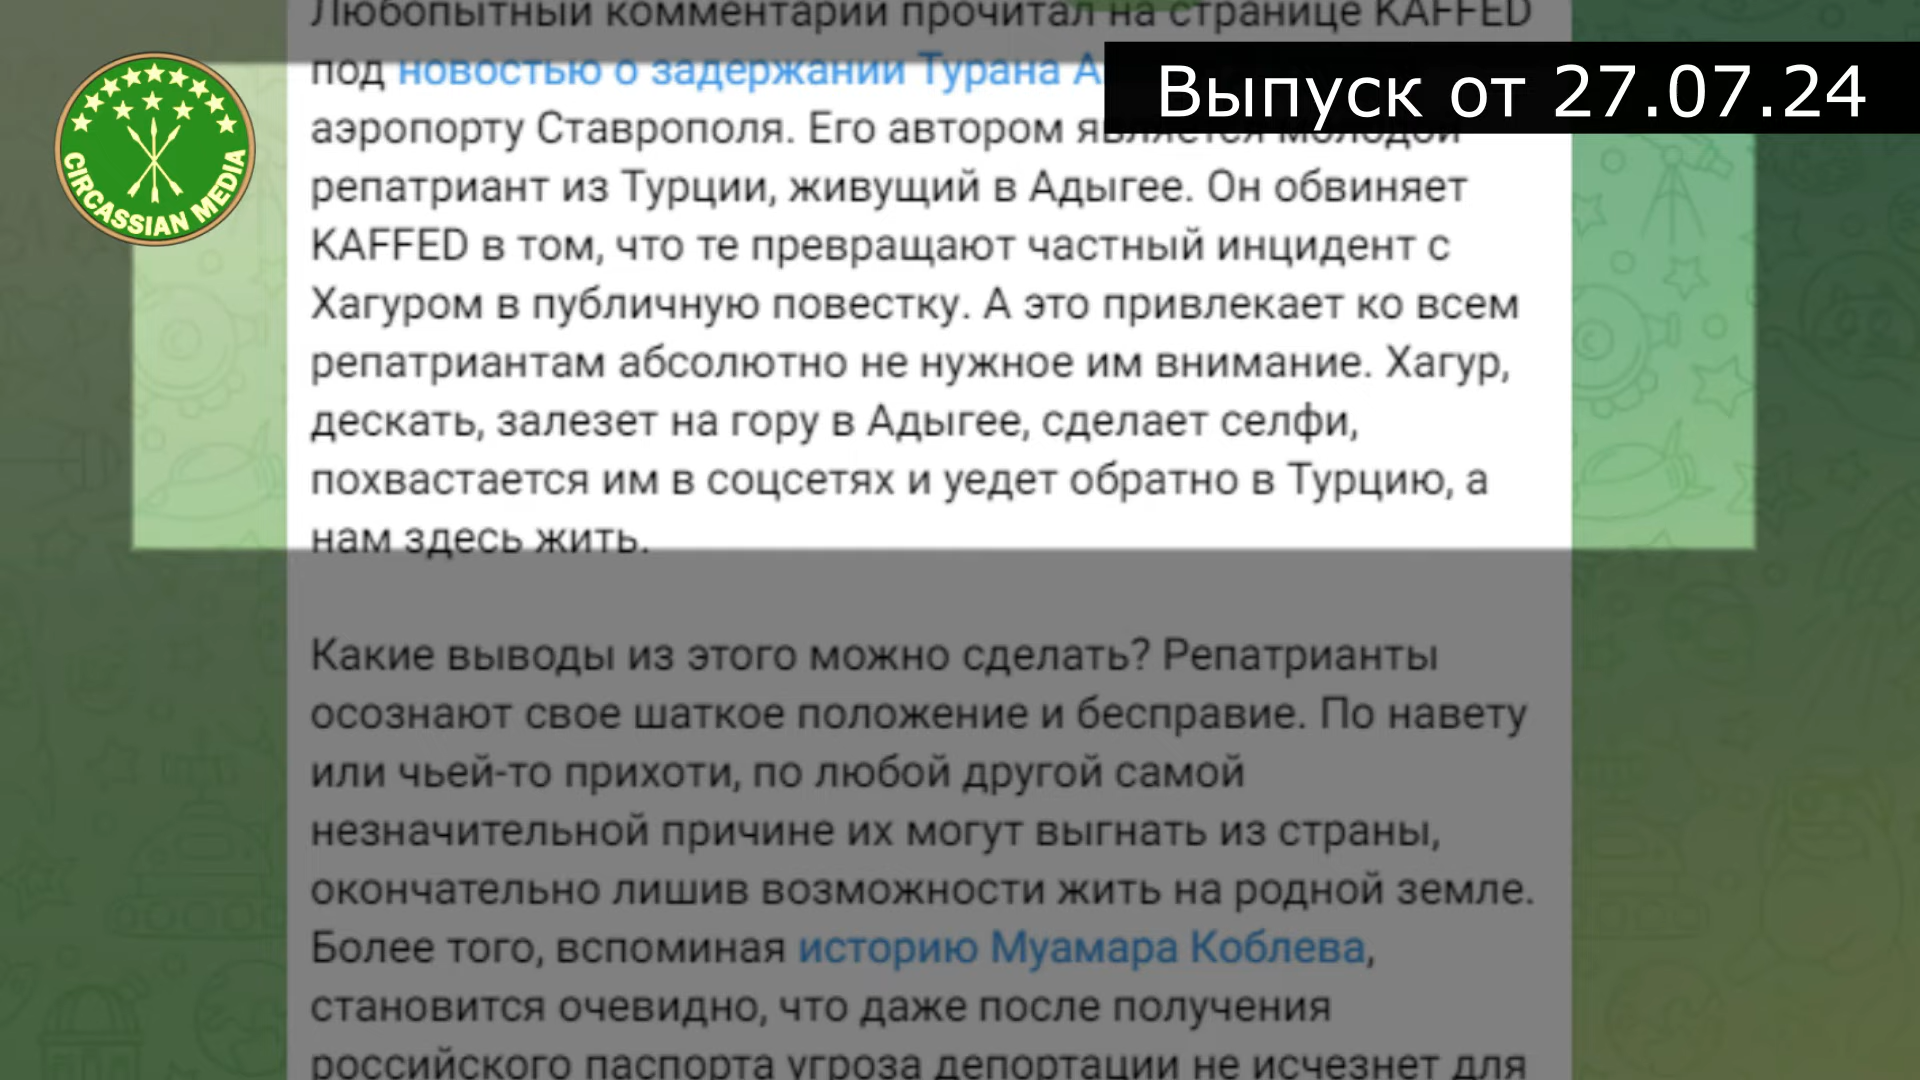 Любопытный комментарий прочитал на странице KAFFED
под новостью о задержании Турана А
Выпуск от 27.07.24
CIRCASSIAN MEDIA
аэропорту Ставрополя. Его автором является молодой
репатриант из Турции, живущий в Адыгее. Он обвиняет
KAFFED в том, что те превращают частный инцидент с
Хагуром в публичную повестку. А это привлекает ко всем
репатриантам абсолютно не нужное им внимание. Хагур,
дескать, залезет на гору в Адыгее, сделает селфи,
похвастается им в соцсетях и уедет обратно в Турцию, а
нам здесь жить.
Какие выводы из этого можно сделать? Репатрианты
осознают свое шаткое положение и бесправие. По навету
или чьей-то прихоти, по любой другой самой
незначительной причине их могут выгнать из страны,
окончательно лишив возможности жить на родной земле.
Более того, вспоминая историю Муамара Коблева,
становится очевидно, что даже после получения
российского паспорта угроза депортации не исчезнет для